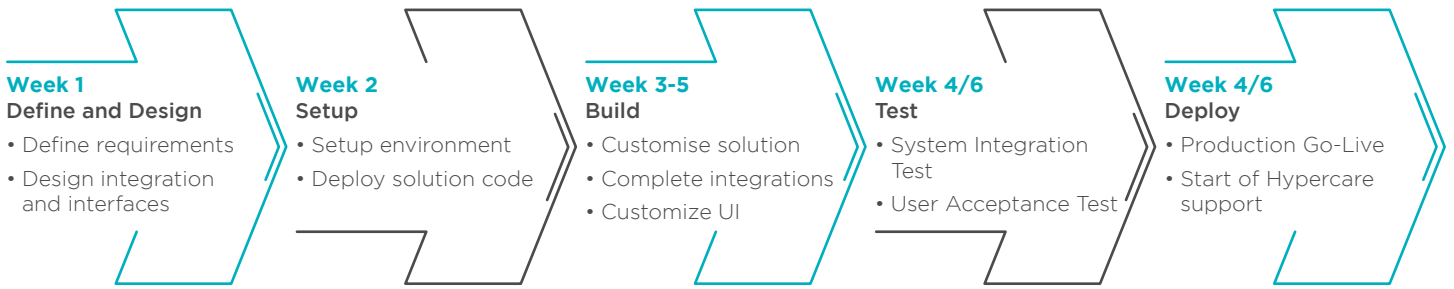 Week 1
Define and Design
• Define requirements
• Design integration
and interfaces
Week 2
Setup
• Setup environment
• Deploy solution code
Week 3-5
Build
• Customise solution
• Complete integrations
• Customize UI
Week 4/6
Test
• System Integration
Test
• User Acceptance Test
Week 4/6
Deploy
• Production Go-Live
• Start of Hypercare
support